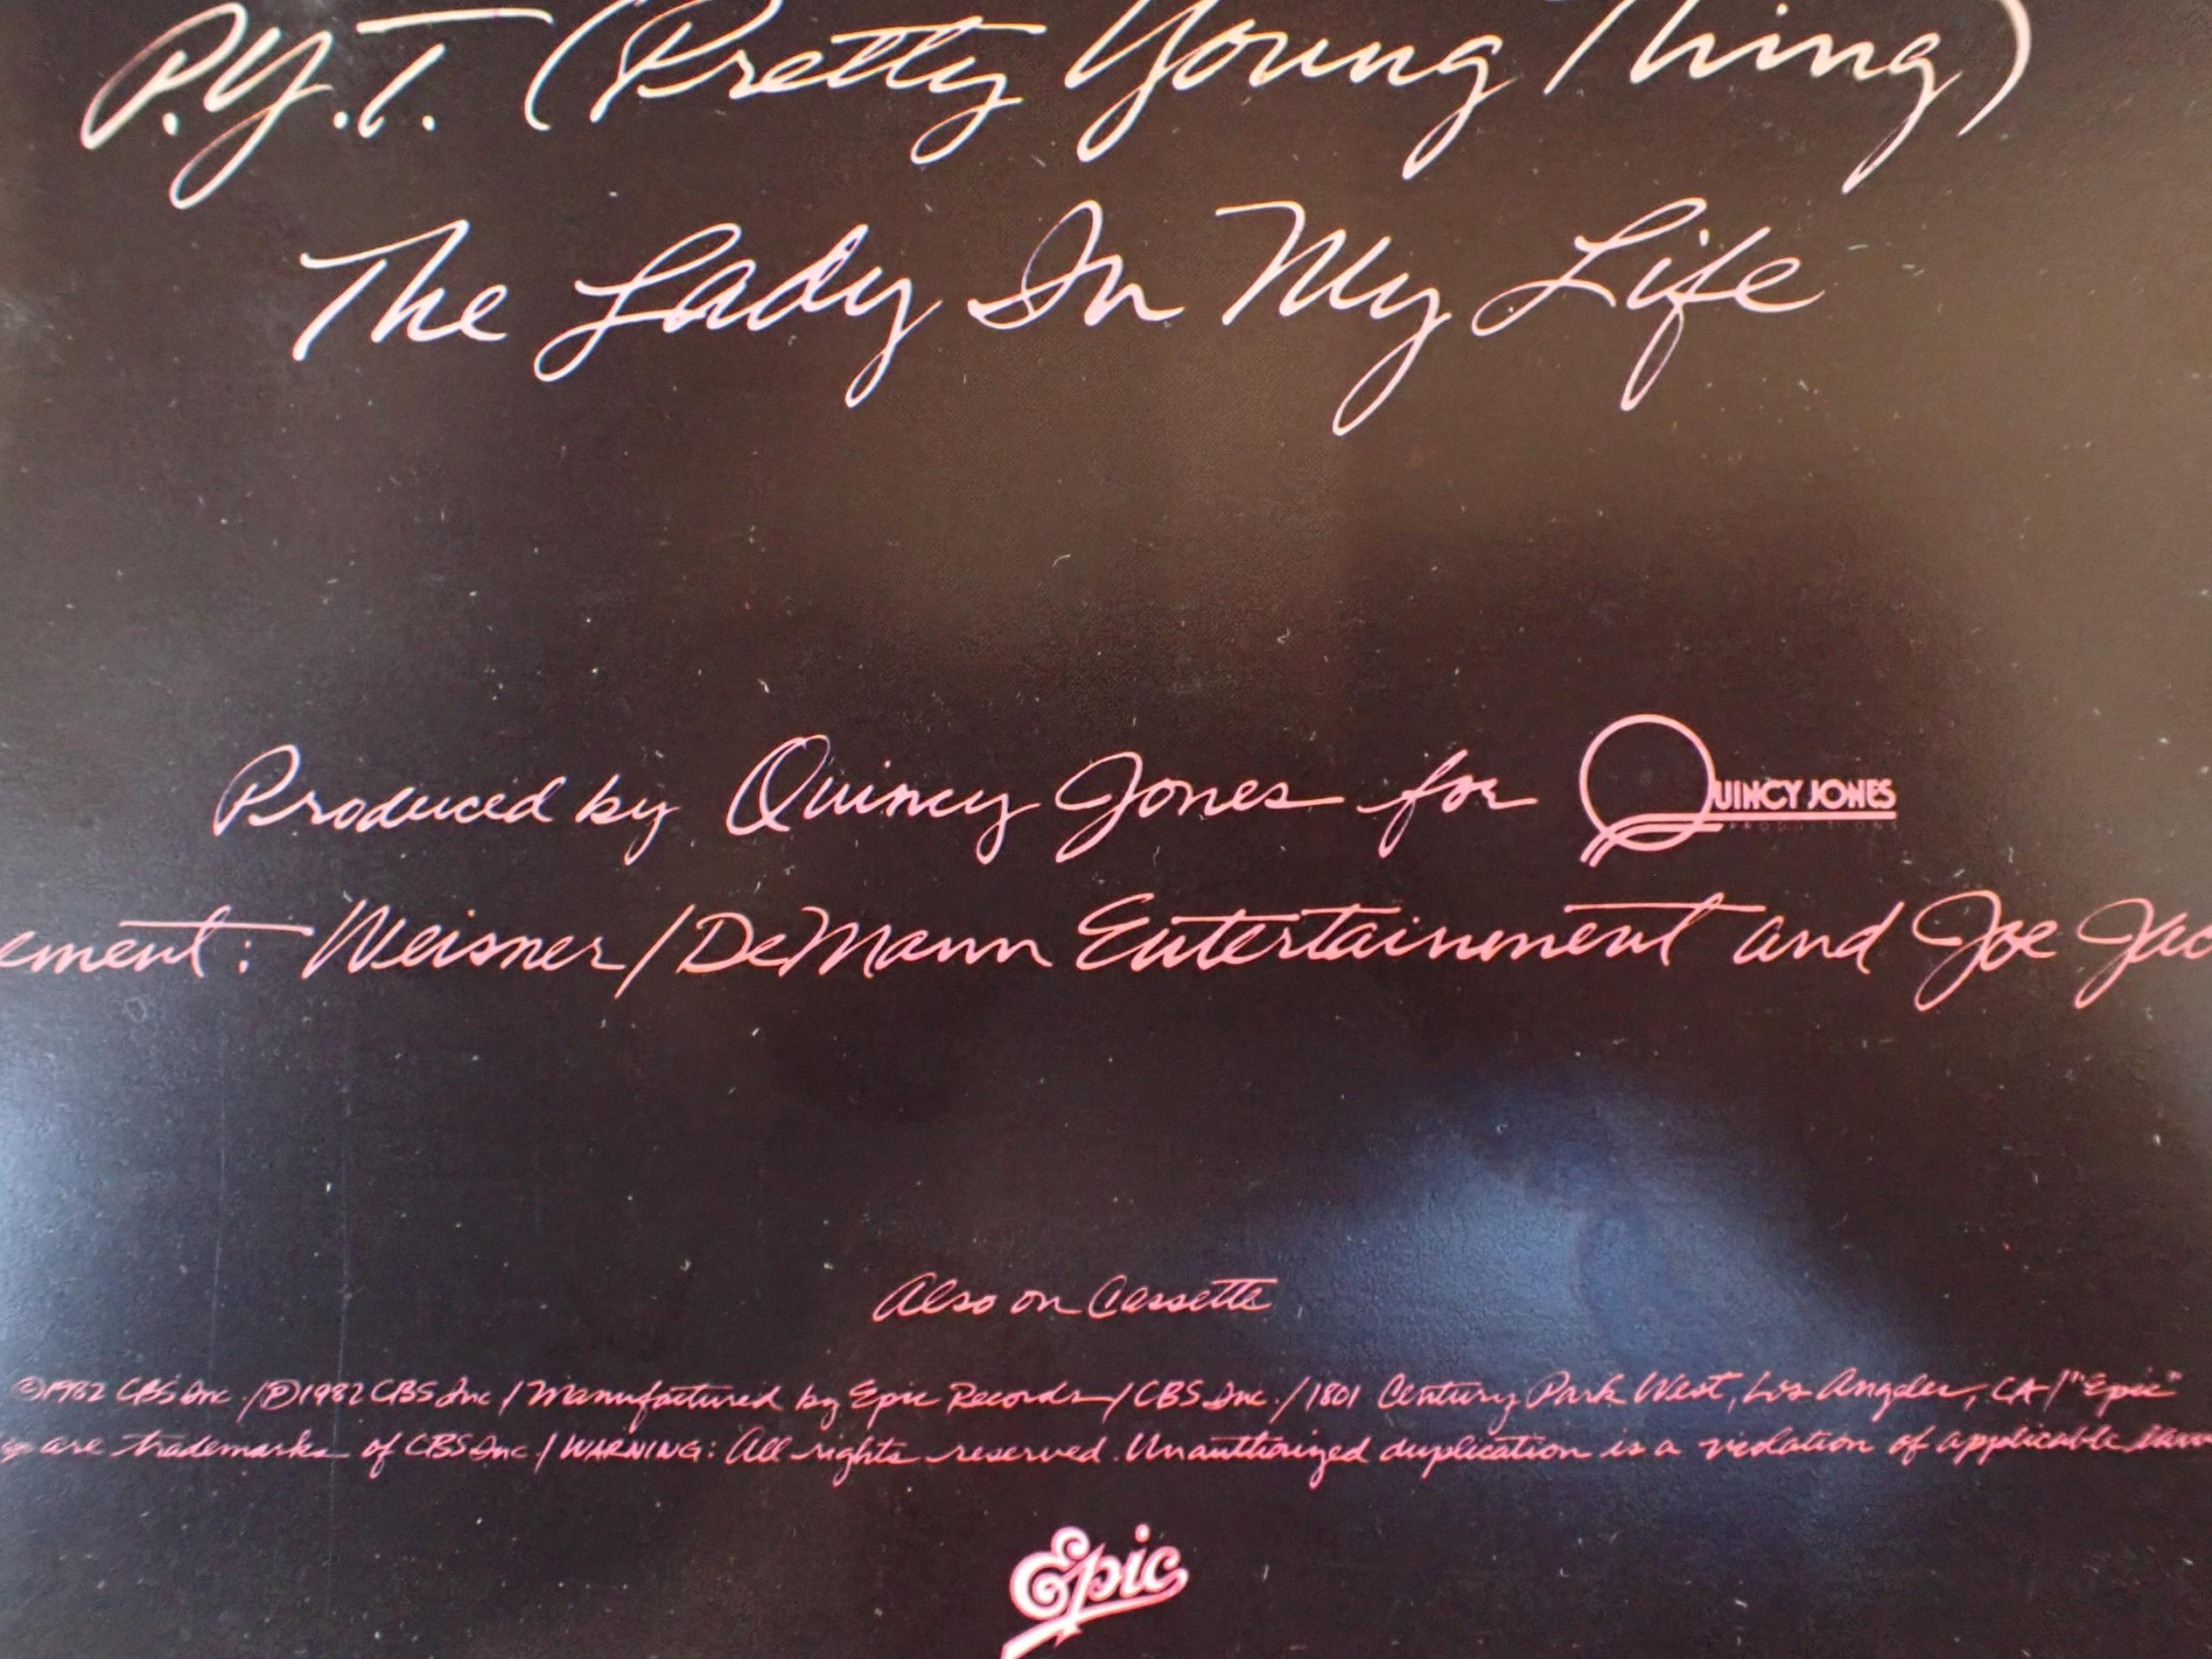 P.Y.T. (Pretty Young Thing)
The Lady In My Life
Produced by Quincy Jones for QUINCY JONES
PRODUCTIONS
ement: Weisner/DeMann Entertainment and Joe Jac
Also on Cassette
©1982 CBS Inc./℗1982 CBS Inc/Manufactured by Epic Records/CBS Inc./1801 Century Park West, Los Angeles, CA/"Epic"
are trademarks of CBS Inc/WARNING: All rights reserved. Unauthorized duplication is a violation of applicable laws
Epic